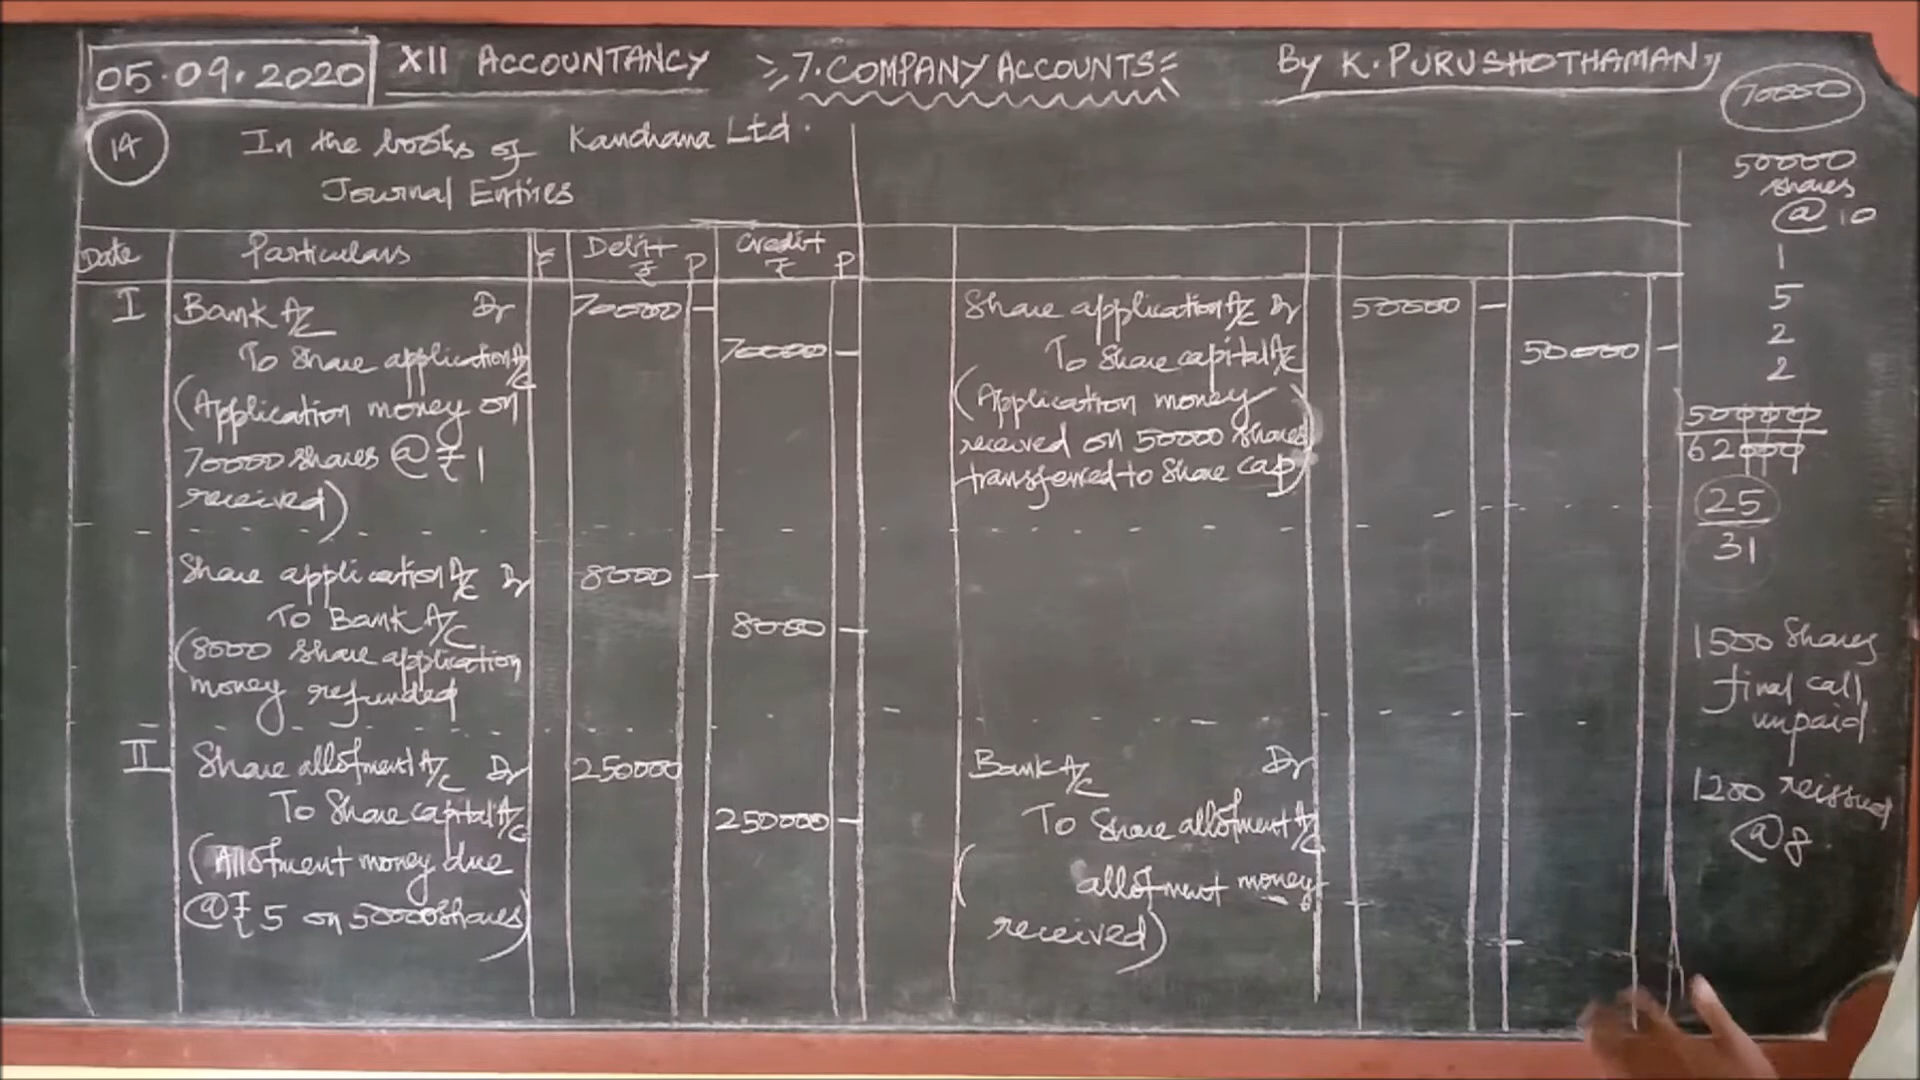 05.09.2020 XII ACCOUNTANCY 7. COMPANY ACCOUNTS By K. PURUSHOTHAMAN
14 In the books of Kanchana Ltd.
Journal Entires
Date Particulars F Debit ₹ P Credit ₹ P
I Bank A/c Dr 70000 -
To Share application A/c 70000 -
(Application money on
70000 shares @ ₹ 1
received)
Share application A/c Dr 8000 -
To Bank A/c 8000 -
(8000 share application
money refunded
II Share allotment A/c Dr 250000
To Share capital A/c 250000 -
(Allotment money due
@ ₹ 5 on 50000 shares)
Share application A/c Dr 50000 -
To Share capital A/c 50000 -
(Application money
received on 50000 shares
transferred to share cap)
Bank A/c Dr
To Share allotment A/c
( allotment money
received)
70000
50000
shares
@ 10
1
5
2
2
50000
62000
25
31
1500 shares
final call
unpaid
1200 reissued
@ 8